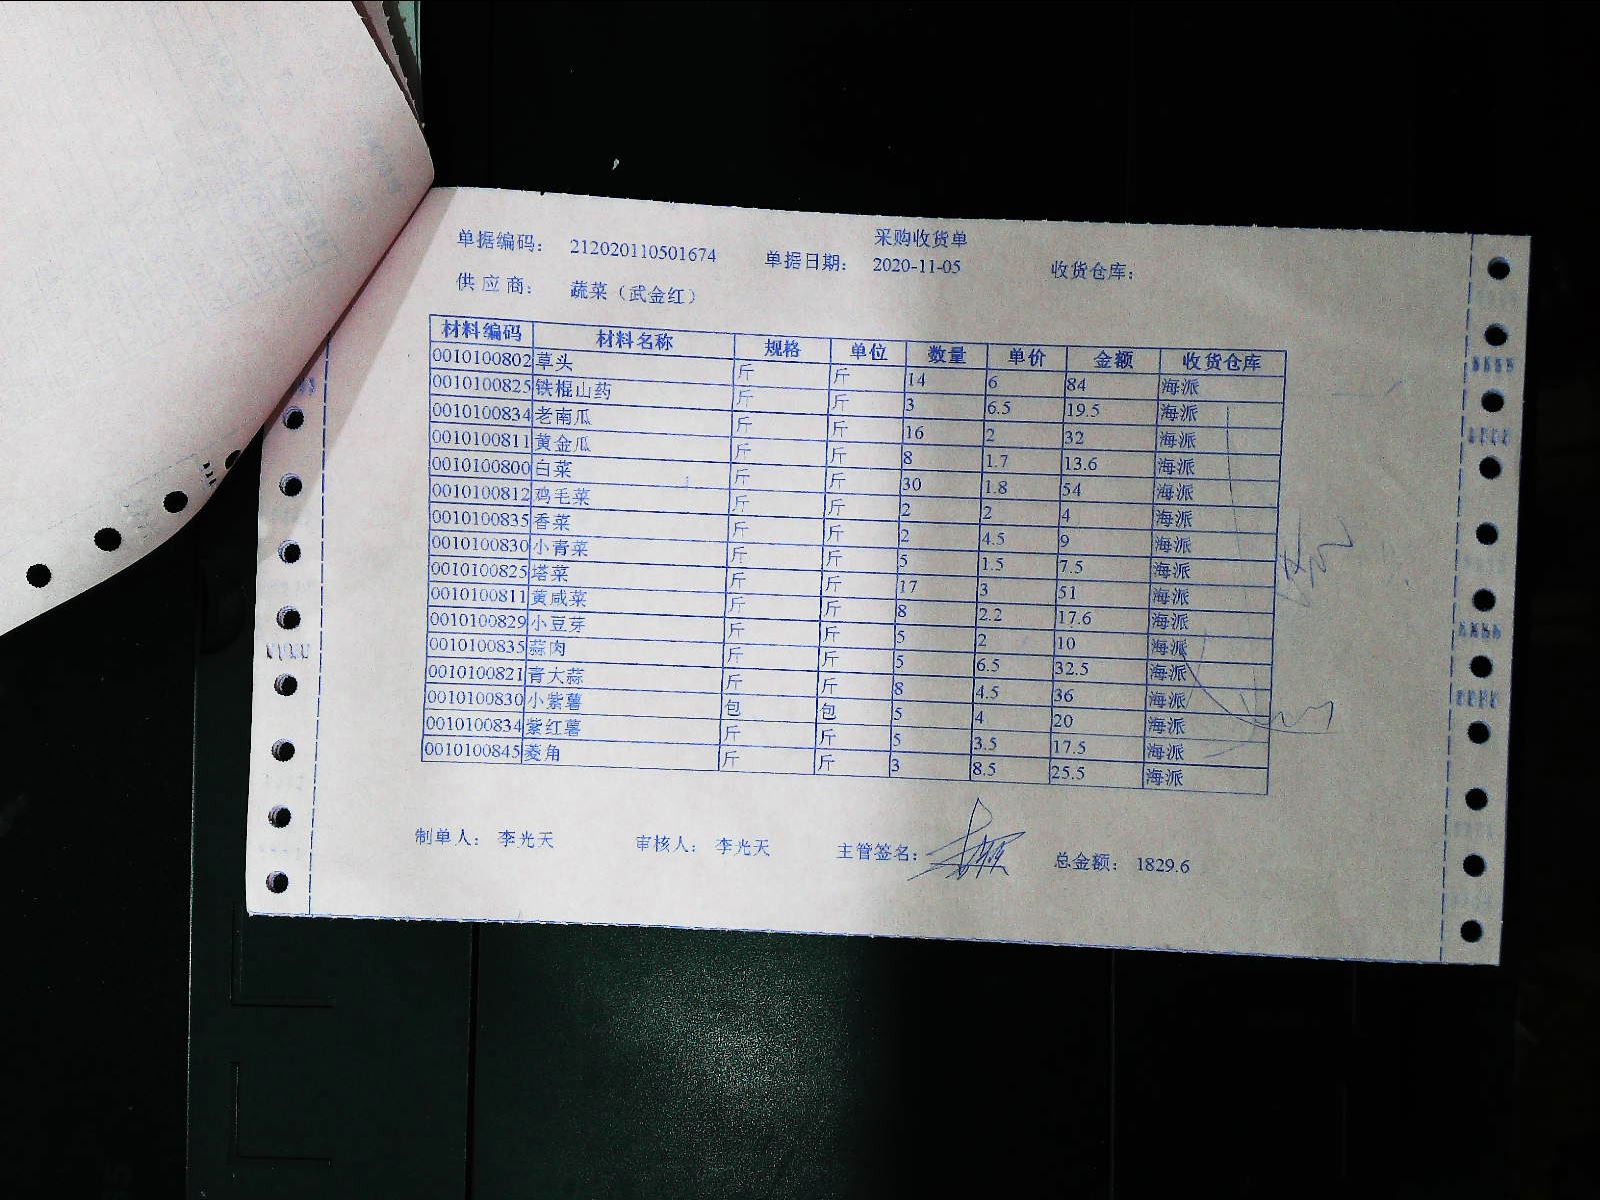 采购收货单
单据编码： 212020110501674 单据日期： 2020-11-05 收货仓库：
供应商： 蔬菜（武金红）
材料编码 材料名称 规格 单位 数量 单价 金额 收货仓库
0010100802 草头 斤 斤 14 6 84 海派
0010100825 铁棍山药 斤 斤 3 6.5 19.5 海派
0010100834 老南瓜 斤 斤 16 2 32 海派
0010100811 黄金瓜 斤 斤 8 1.7 13.6 海派
0010100800 白菜 斤 斤 30 1.8 54 海派
0010100812 鸡毛菜 斤 斤 2 2 4 海派
0010100835 香菜 斤 斤 2 4.5 9 海派
0010100830 小青菜 斤 斤 5 1.5 7.5 海派
0010100825 塔菜 斤 斤 17 3 51 海派
0010100811 黄咸菜 斤 斤 8 2.2 17.6 海派
0010100829 小豆芽 斤 斤 5 2 10 海派
0010100835 蒜肉 斤 斤 5 6.5 32.5 海派
0010100821 青大蒜 斤 斤 8 4.5 36 海派
0010100830 小紫薯 包 包 5 4 20 海派
0010100834 紫红薯 斤 斤 5 3.5 17.5 海派
0010100845 菱角 斤 斤 3 8.5 25.5 海派
制单人： 李光天 审核人： 李光天 主管签名： 总金额： 1829.6